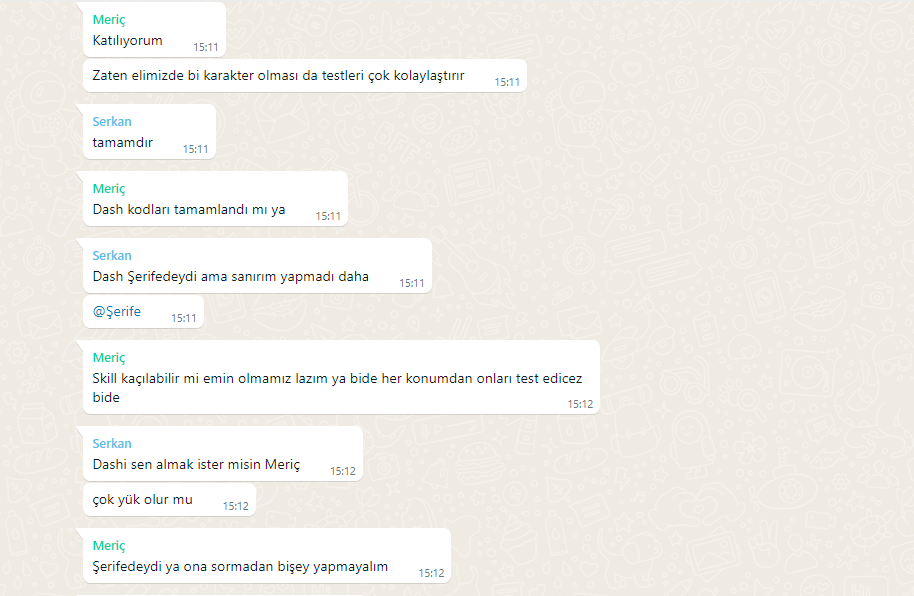 Meriç
Katılıyorum
15:11
Zaten elimizde bi karakter olması da testleri çok kolaylaştırır
15:11
Serkan
tamamdır
15:11
Meriç
Dash kodları tamamlandı mı ya
15:11
Serkan
Dash Şerifedeydi ama sanırım yapmadı daha
15:11
@Şerife
15:11
Meriç
Skill kaçılabilir mi emin olmamız lazım ya bide her konumdan onları test edicez
bide
15:12
Serkan
Dashi sen almak ister misin Meriç
15:12
çok yük olur mu
15:12
Meriç
Şerifedeydi ya ona sormadan bişey yapmayalım
15:12